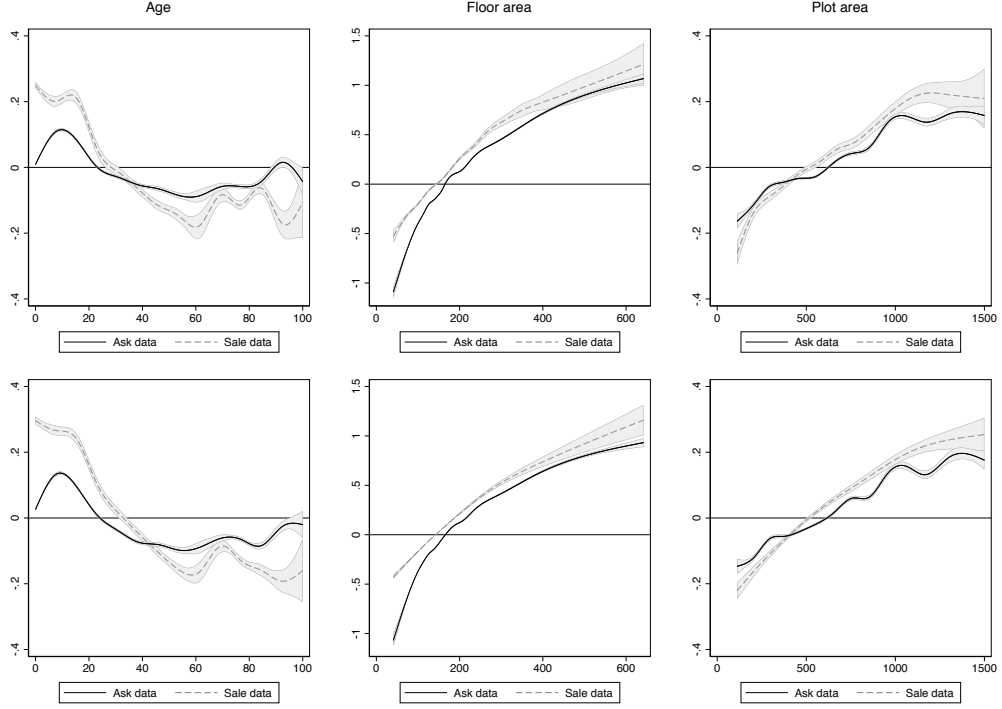 Age Floor area Plot area
.4 1.5 .4
.2 1 .2
0 .5 0
-.2 0 -.2
-.4 -.5 -.4
-1
0 20 40 60 80 100 0 200 400 600 0 500 1000 1500
Ask data Sale data Ask data Sale data Ask data Sale data
.4 1.5 .4
.2 1 .2
0 .5 0
-.2 0 -.2
-.4 -.5 -.4
-1
0 20 40 60 80 100 0 200 400 600 0 500 1000 1500
Ask data Sale data Ask data Sale data Ask data Sale data